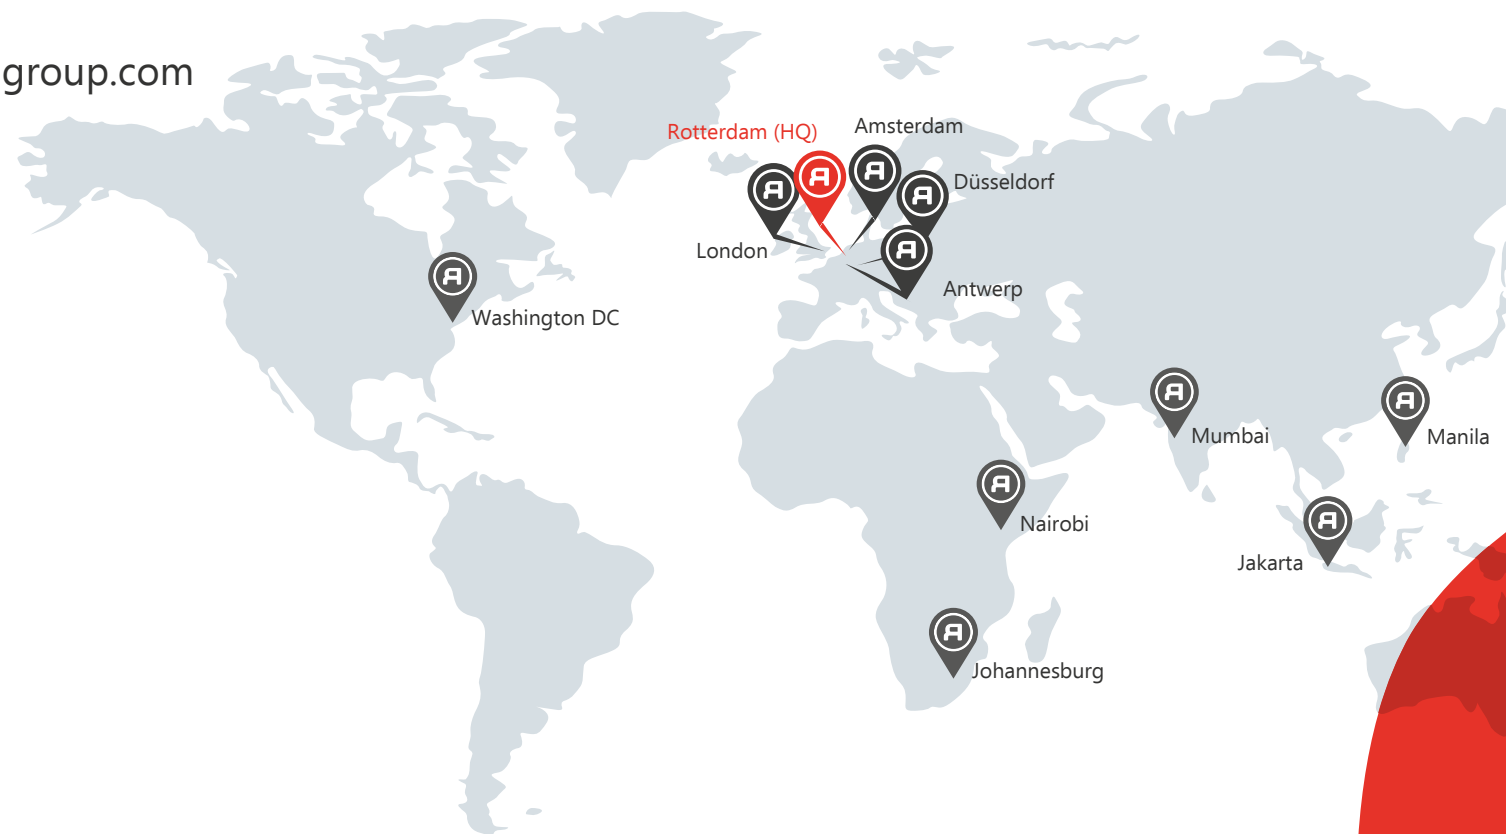 group.com
Rotterdam (HQ)
Amsterdam
Düsseldorf
London
Antwerp
Washington DC
Mumbai
Manila
Nairobi
Jakarta
Johannesburg